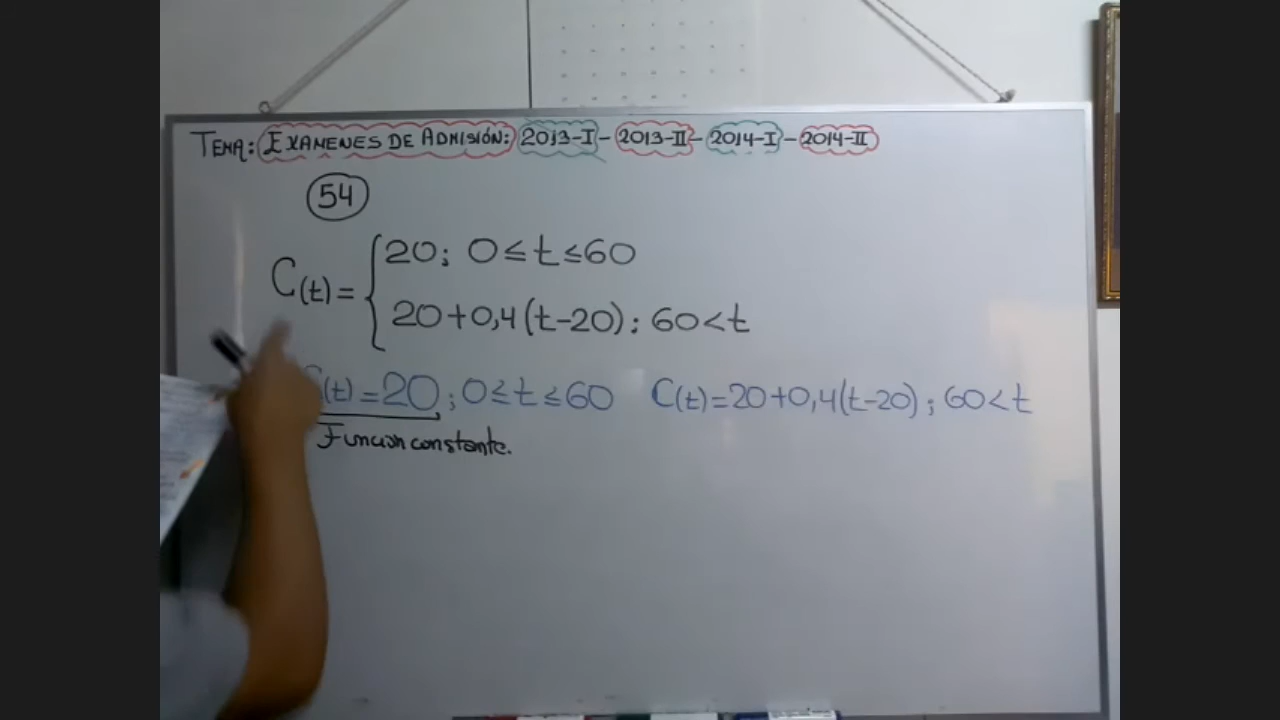 TEMA: EXAMENES DE ADMISIÓN: 2013-I - 2013-II - 2014-I - 2014-II
54
C(t) = { 20; 0 ≤ t ≤ 60
20+0,4(t-20); 60<t
(t) = 20; 0 ≤ t ≤ 60 C(t)=20+0,4(t-20); 60<t
Función constante.